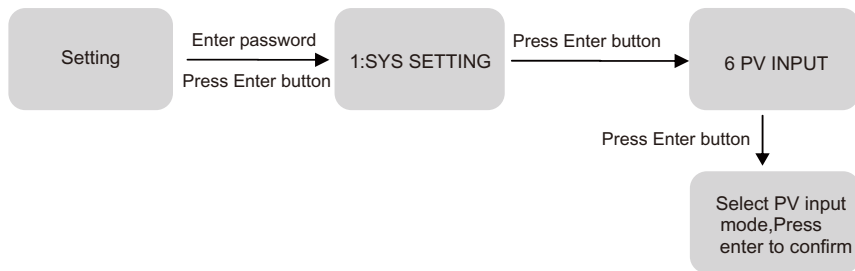 Setting
Enter password
Press Enter button
1:SYS SETTING
Press Enter button
6 PV INPUT
Press Enter button
Select PV input
mode,Press
enter to confirm